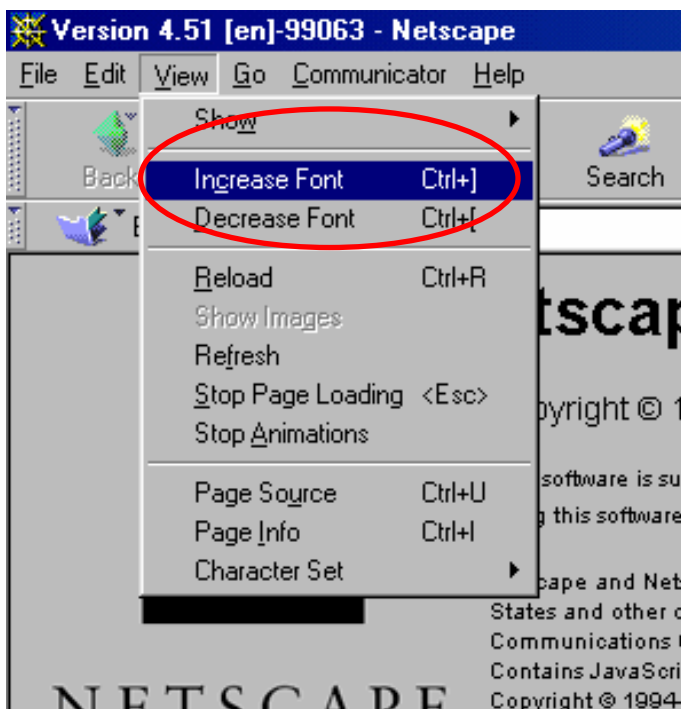 Version 4.51 [en]-99063 - Netscape
File Edit View Go Communicator Help
Show
Back
Search
Increase Font Ctrl+]
Decrease Font Ctrl+[
Reload Ctrl+R
Show Images
Refresh
Stop Page Loading <Esc>
Stop Animations
Page Source Ctrl+U
Page Info Ctrl+I
Character Set
tscap
pyright ©
software is su
this software
cape and Net
States and other
Communications
Contains JavaScri
Copyright © 1994
NETSCAPE